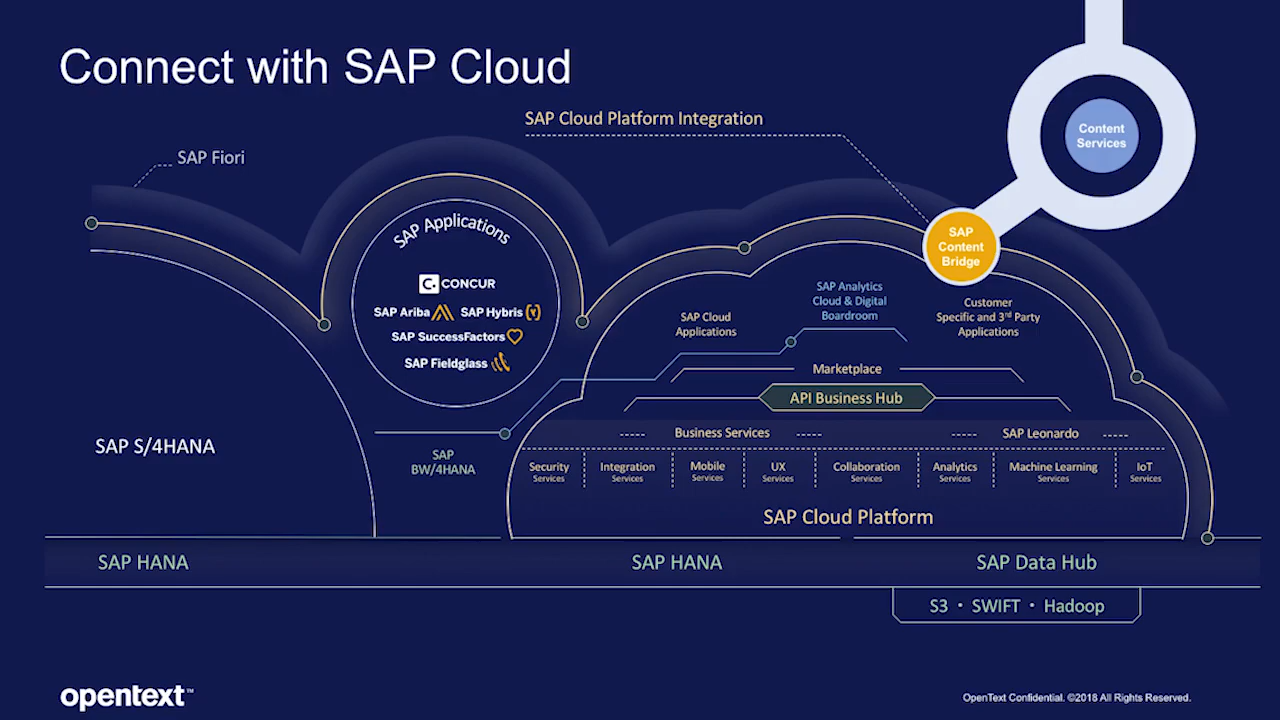 Connect with SAP Cloud
Content
Services
SAP Cloud Platform Integration
SAP Fiori
SAP
Content
Bridge
SAP Applications
C. CONCUR
SAP Ariba SAP Hybris
SAP SuccessFactors
SAP Fieldglass
SAP Cloud
Applications
SAP Analytics
Cloud & Digital
Boardroom
Customer
Specific and 3rd Party
Applications
Marketplace
API Business Hub
SAP S/4HANA
SAP
BW/4HANA
Business Services
SAP Leonardo
Security
Services
Integration
Services
Mobile
Services
UX
Services
Collaboration
Services
Analytics
Services
Machine Learning
Services
IoT
Services
SAP Cloud Platform
SAP HANA
SAP HANA
SAP Data Hub
S3 • SWIFT • Hadoop
opentext™
OpenText Confidential. ©2018 All Rights Reserved.